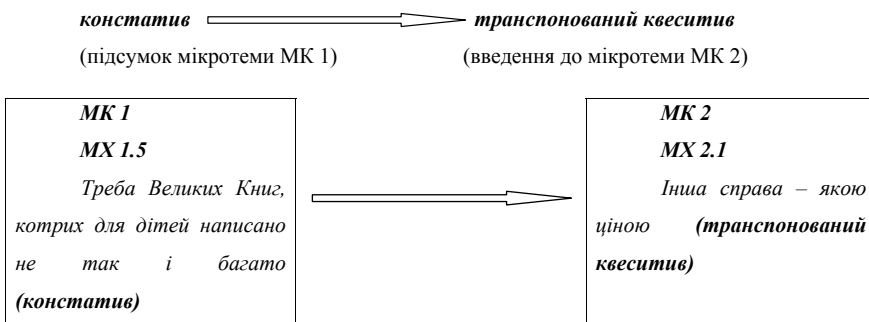 констатив транспонований квеситив
(підсумок мікротеми МК 1) (введення до мікротеми МК 2)
МК 1
МХ 1.5
Треба Великих Книг,
котрих для дітей написано
не так і багато
(констатив)
МК 2
МХ 2.1
Інша справа – якою
ціною (транспонований
квеситив)